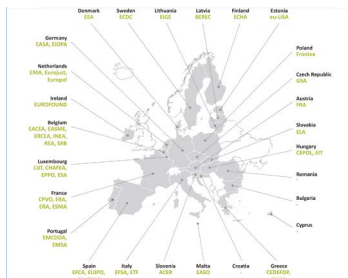 Denmark
EEA
Sweden
ECDC
Lithuania
EIGE
Latvia
BEREC
Finland
ECHA
Estonia
eu-LISA
Germany
EASA, EIOPA
Poland
Frontex
Netherlands
EMA, Eurojust,
Europol
Czech Republic
GSA
Ireland
EUROFOUND
Austria
FRA
Belgium
EACEA, EASME,
ERCEA, INEA,
REA, SRB
Slovakia
ELA
Hungary
CEPOL, EIT
Luxembourg
CdT, CHAFEA,
EPPO, ESA
Romania
-
France
CPVO, EBA,
ERA, ESMA
Bulgaria
-
Portugal
EMCDDA,
EMSA
Cyprus
-
Spain
EFCA, EUIPO,
Italy
EFSA, ETF
Slovenia
ACER
Malta
EASO
Croatia
Greece
CEDEFOP,